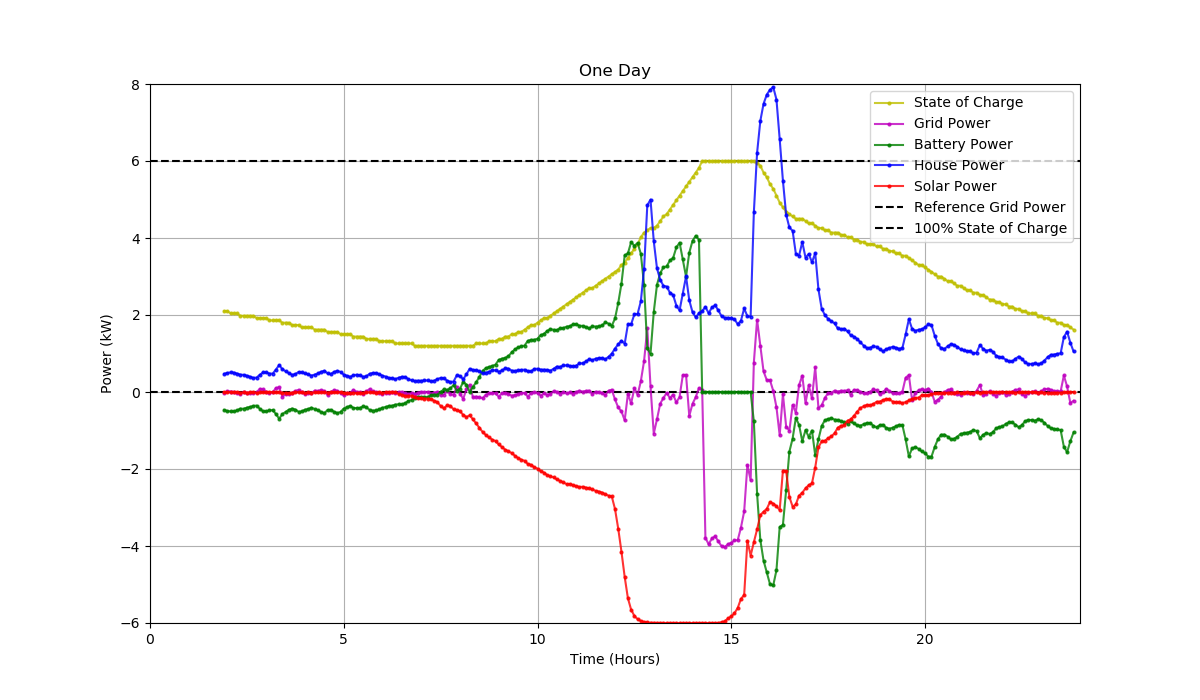 One Day
Power (kW)
8
6
4
2
0
−2
−4
−6
0
5
10
15
20
Time (Hours)
State of Charge
Grid Power
Battery Power
House Power
Solar Power
Reference Grid Power
100% State of Charge